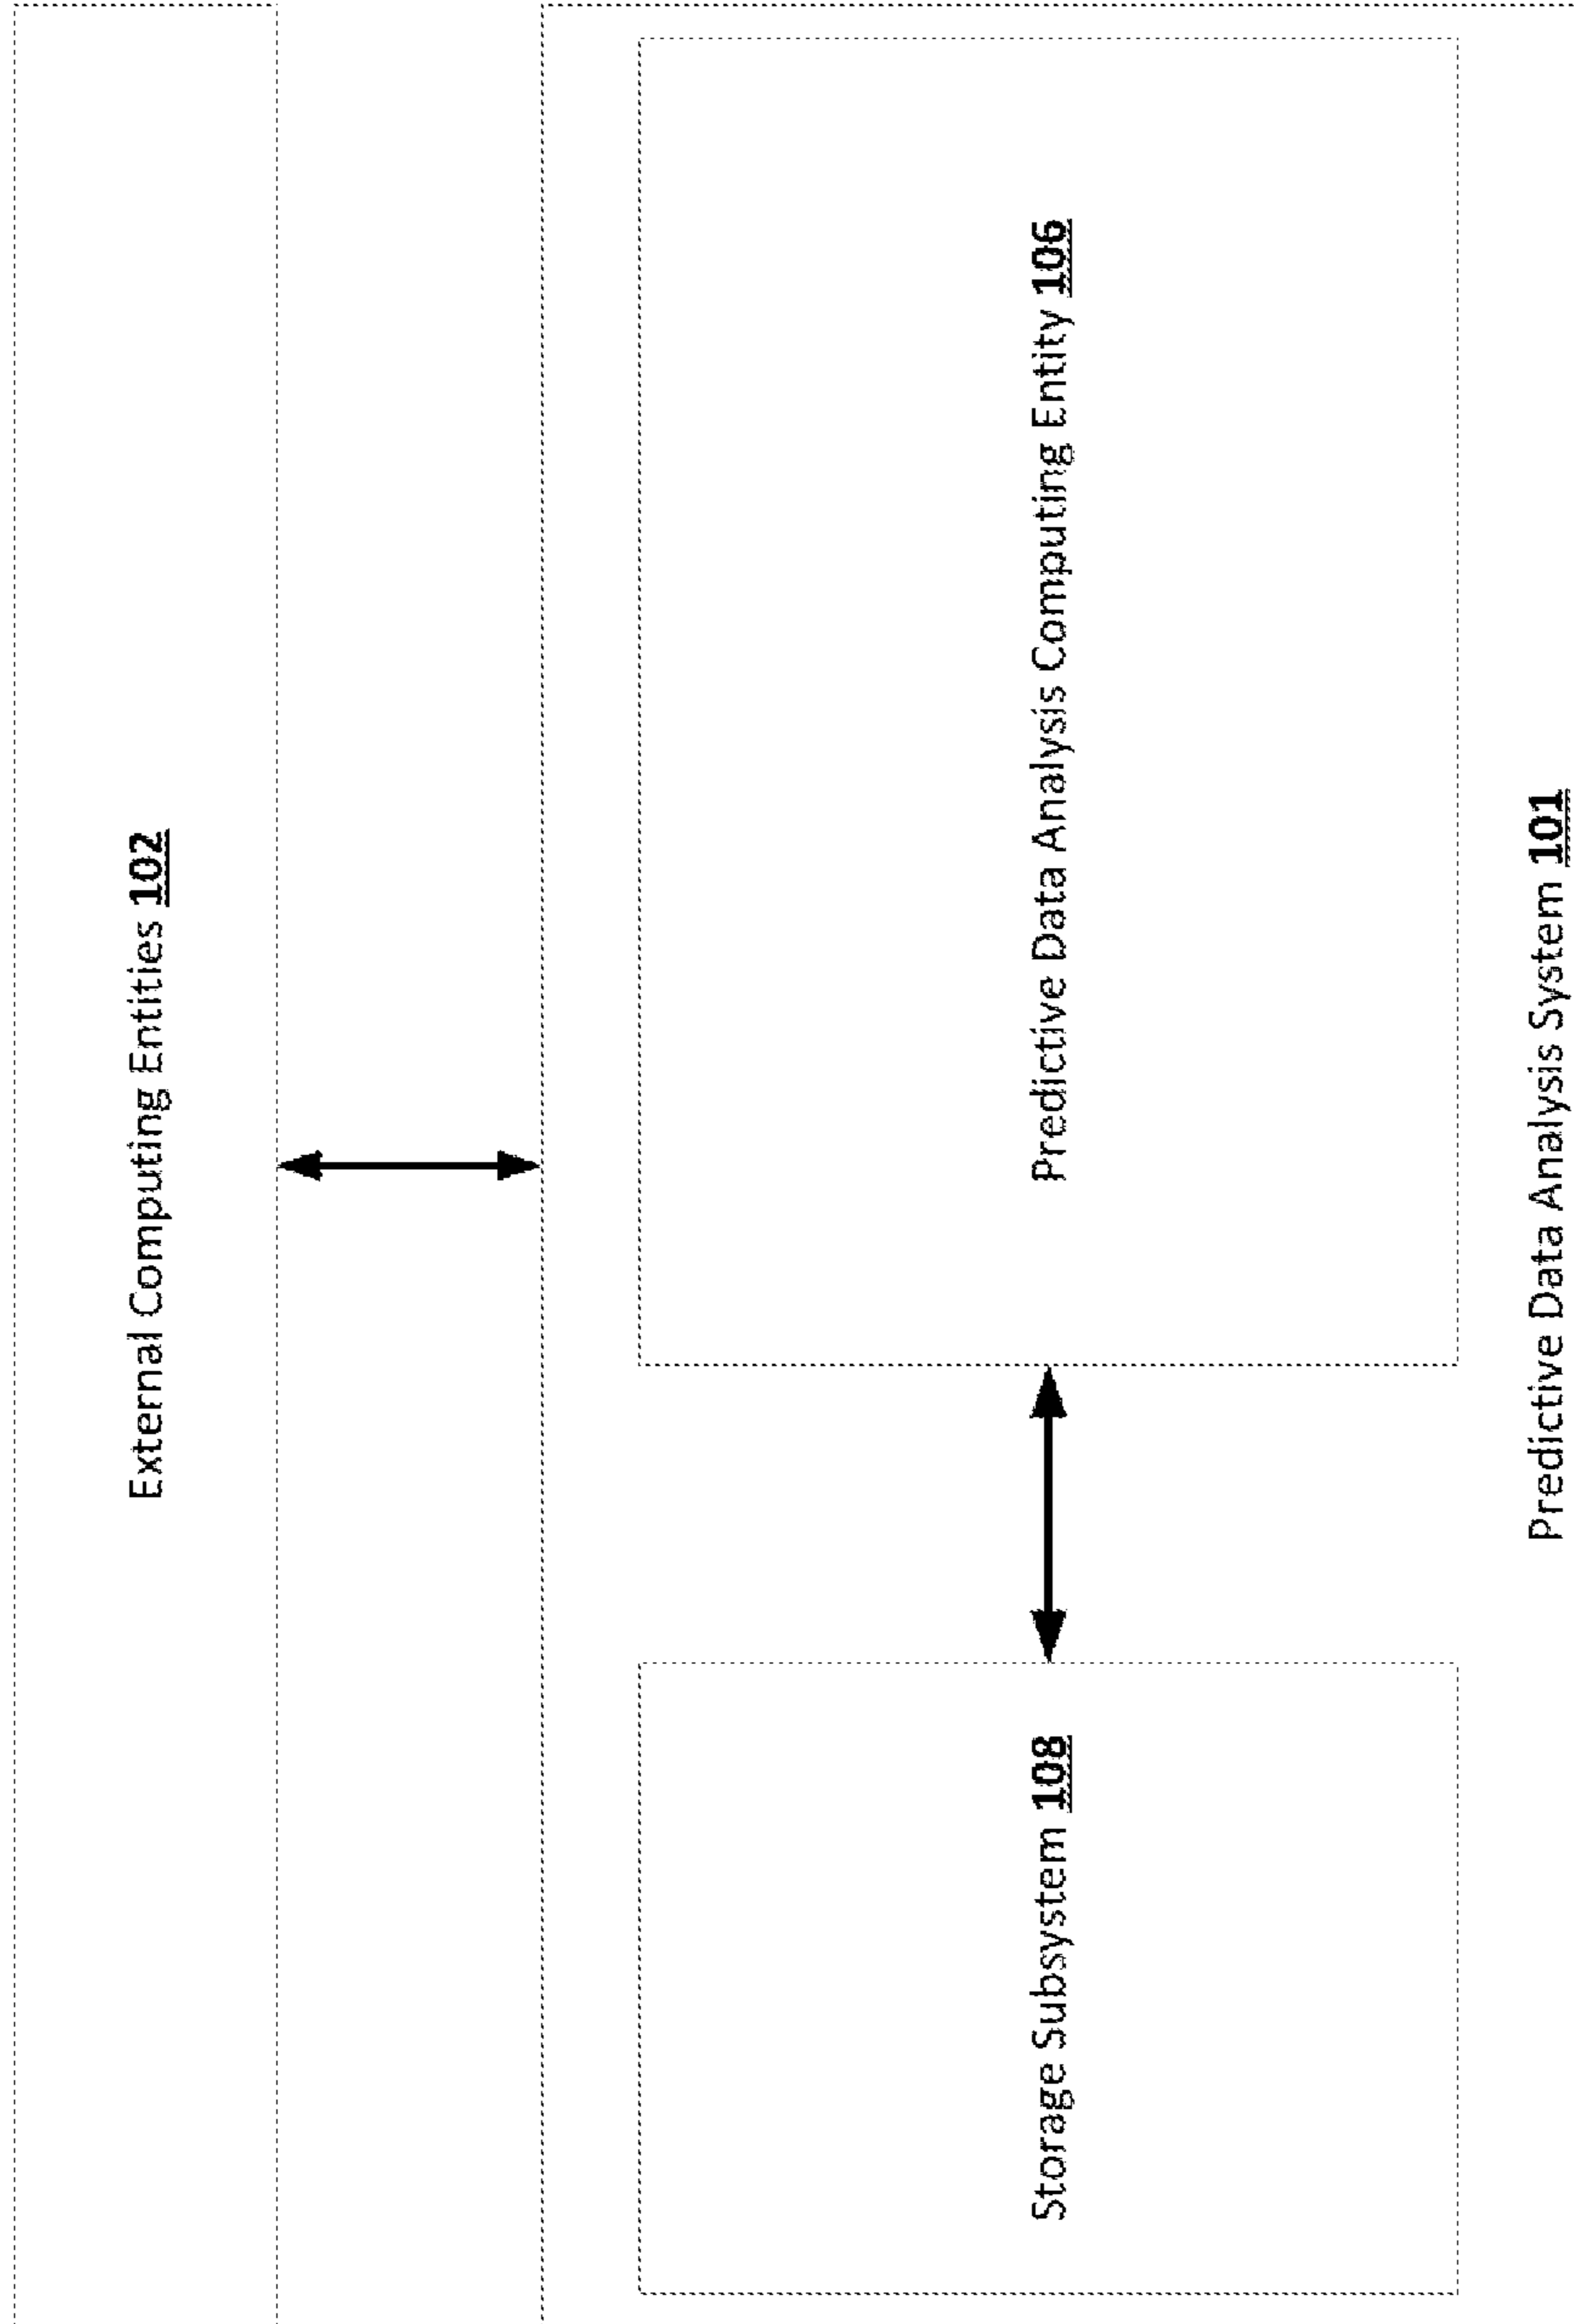 External Computing Entities 102
Storage Subsystem 108
Predictive Data Analysis Computing Entity 106
Predictive Data Analysis System 101